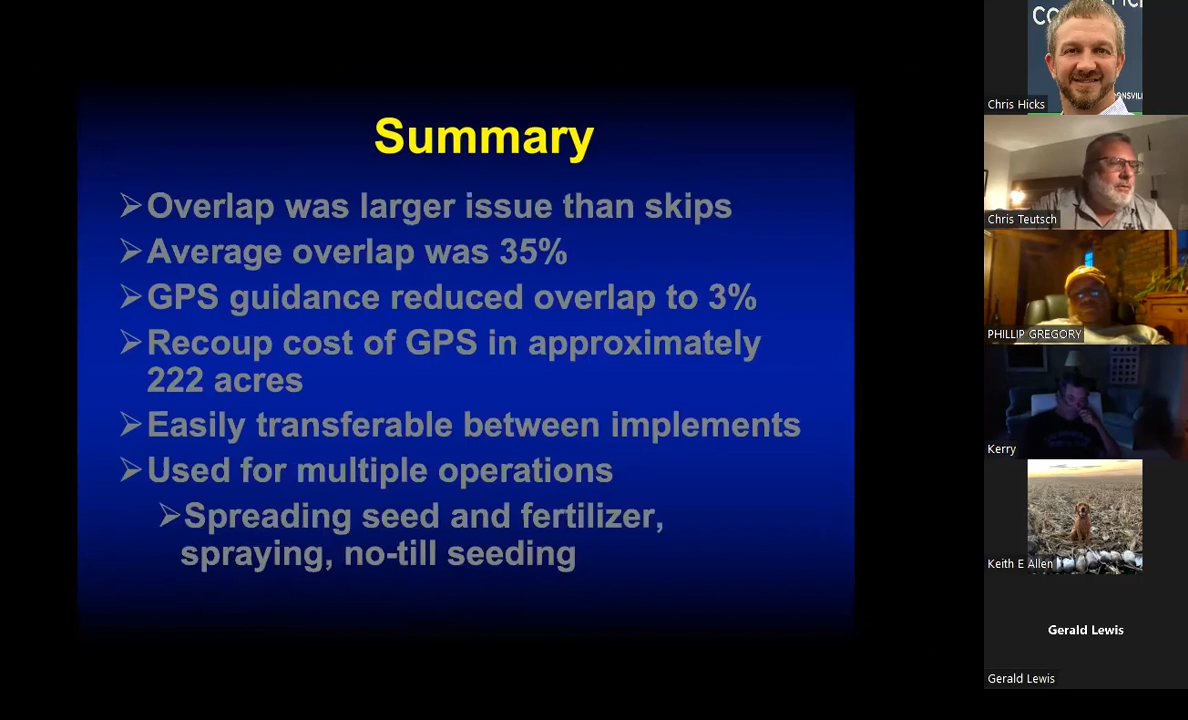 Summary
➢Overlap was larger issue than skips
➢Average overlap was 35%
➢GPS guidance reduced overlap to 3%
➢Recoup cost of GPS in approximately
222 acres
➢Easily transferable between implements
➢Used for multiple operations
➢Spreading seed and fertilizer,
spraying, no-till seeding
Chris Hicks
Chris Teutsch
PHILLIP GREGORY
Kerry
Keith E Allen
Gerald Lewis
Gerald Lewis